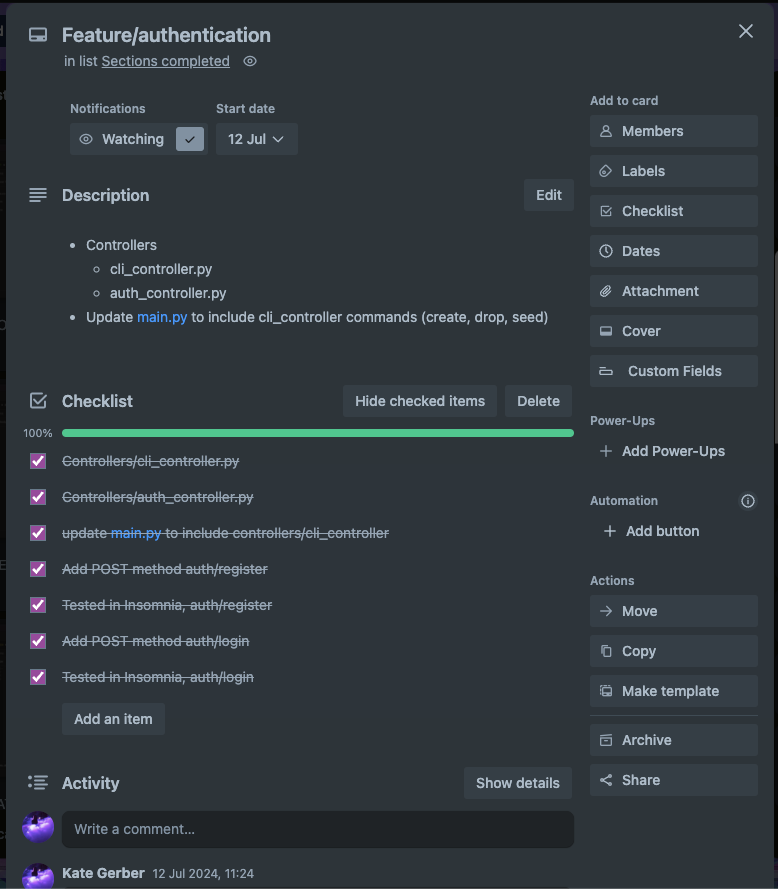 Feature/authentication
in list Sections completed
Notifications
Start date
Watching
12 Jul
Description
Edit
Controllers
cli_controller.py
auth_controller.py
Update main.py to include cli_controller commands (create, drop, seed)
Checklist
Hide checked items
Delete
100%
Controllers/cli_controller.py
Controllers/auth_controller.py
update main.py to include controllers/cli_controller
Add POST method auth/register
Tested in Insomnia, auth/register
Add POST method auth/login
Tested in Insomnia, auth/login
Add an item
Activity
Show details
Write a comment...
Kate Gerber 12 Jul 2024, 11:24
Add to card
Members
Labels
Checklist
Dates
Attachment
Cover
Custom Fields
Power-Ups
Add Power-Ups
Automation
Add button
Actions
Move
Copy
Make template
Archive
Share